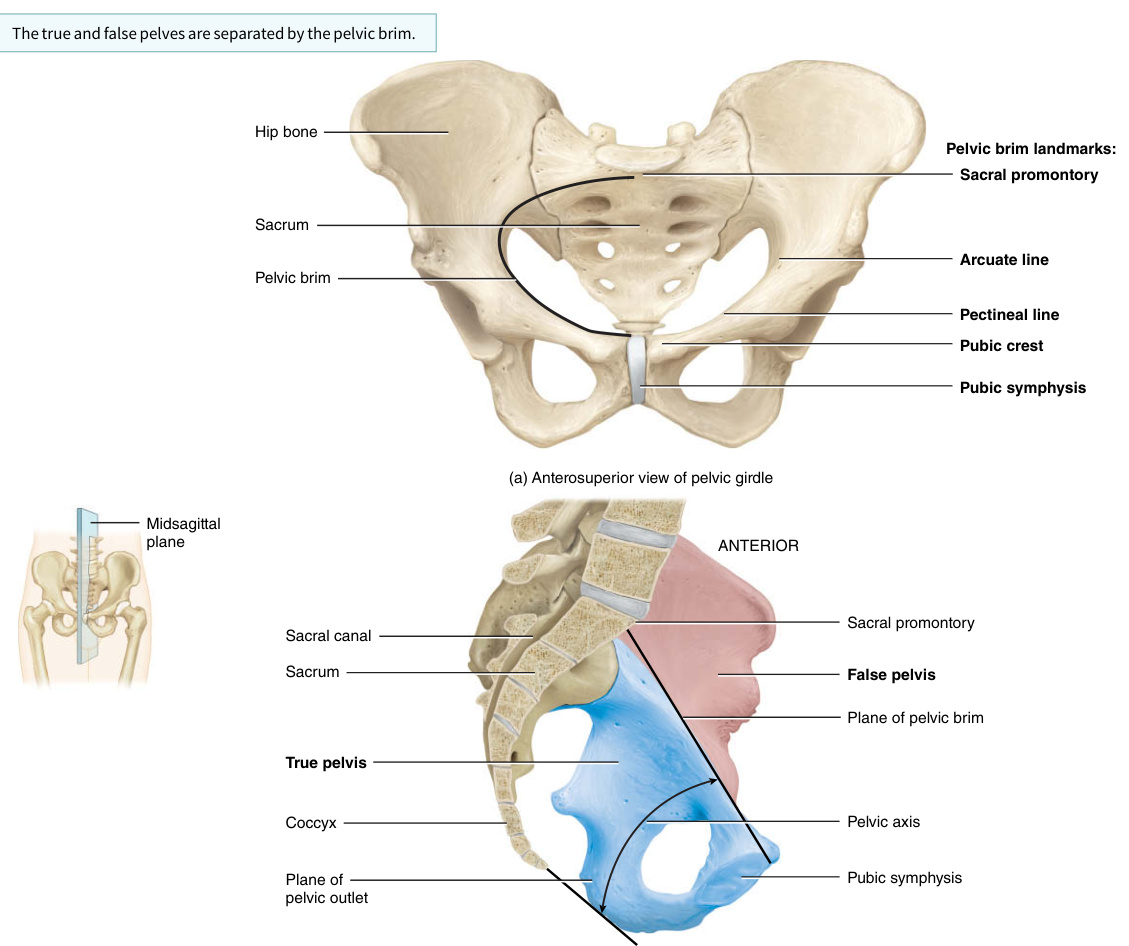 The true and false pelves are separated by the pelvic brim.
Hip bone
Sacrum
Pelvic brim
Pelvic brim landmarks:
Sacral promontory
Arcuate line
Pectineal line
Pubic crest
Pubic symphysis
(a) Anterosuperior view of pelvic girdle
Midsagittal
plane
ANTERIOR
Sacral canal
Sacrum
True pelvis
Coccyx
Plane of
pelvic outlet
Sacral promontory
False pelvis
Plane of pelvic brim
Pelvic axis
Pubic symphysis